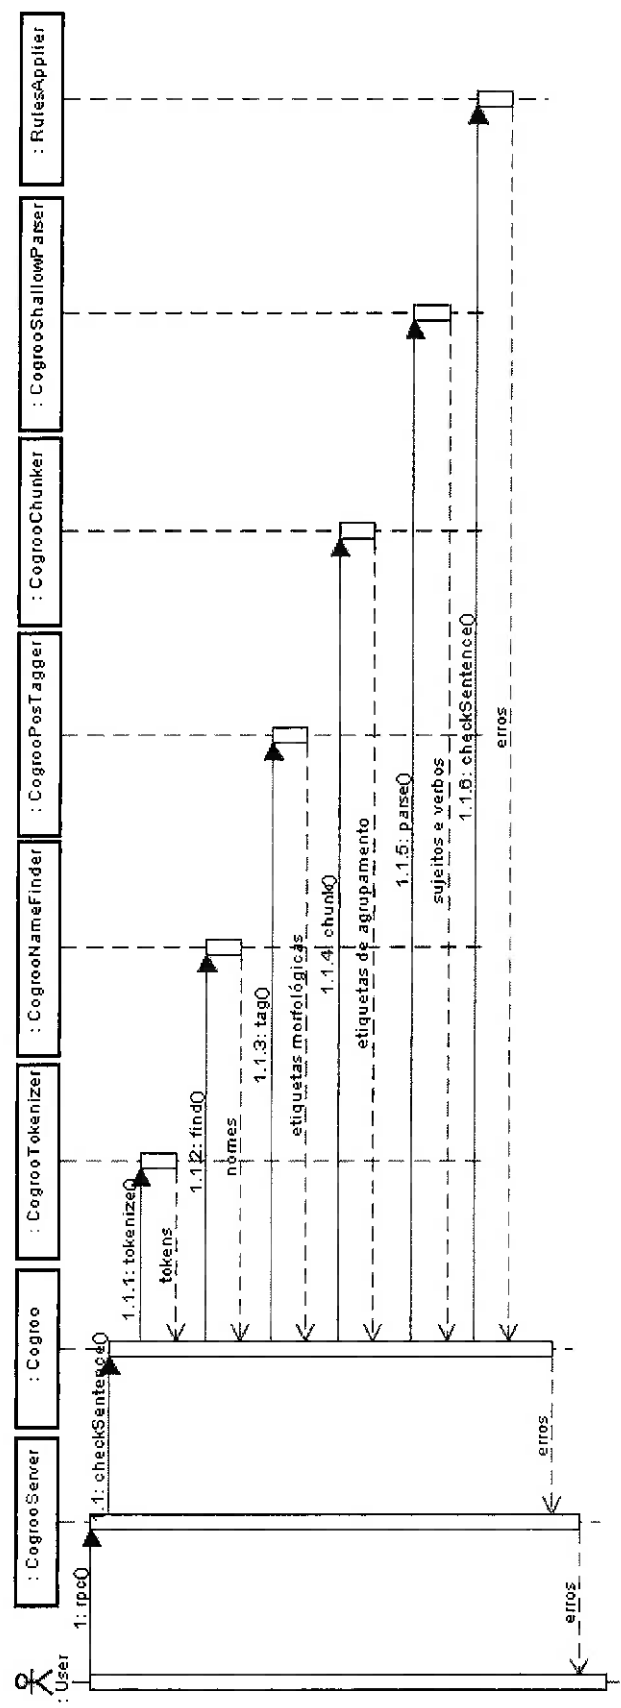 : User
: CogrooServer
: Cogroo
: CogrooTokenizer
: CogrooNameFinder
: CogrooPosTagger
: CogrooChunker
: CogrooShallowParser
: RulesApplier
1: rpc()
.1: checkSentence()
1.1.1: tokenize()
tokens
1.1.2: find()
nomes
1.1.3: tag()
etiquetas morfológicas
1.1.4: chunk()
etiquetas de agrupamento
1.1.5: parse()
sujeitos e verbos
1.1.6: checkSentence()
erros
erros
erros